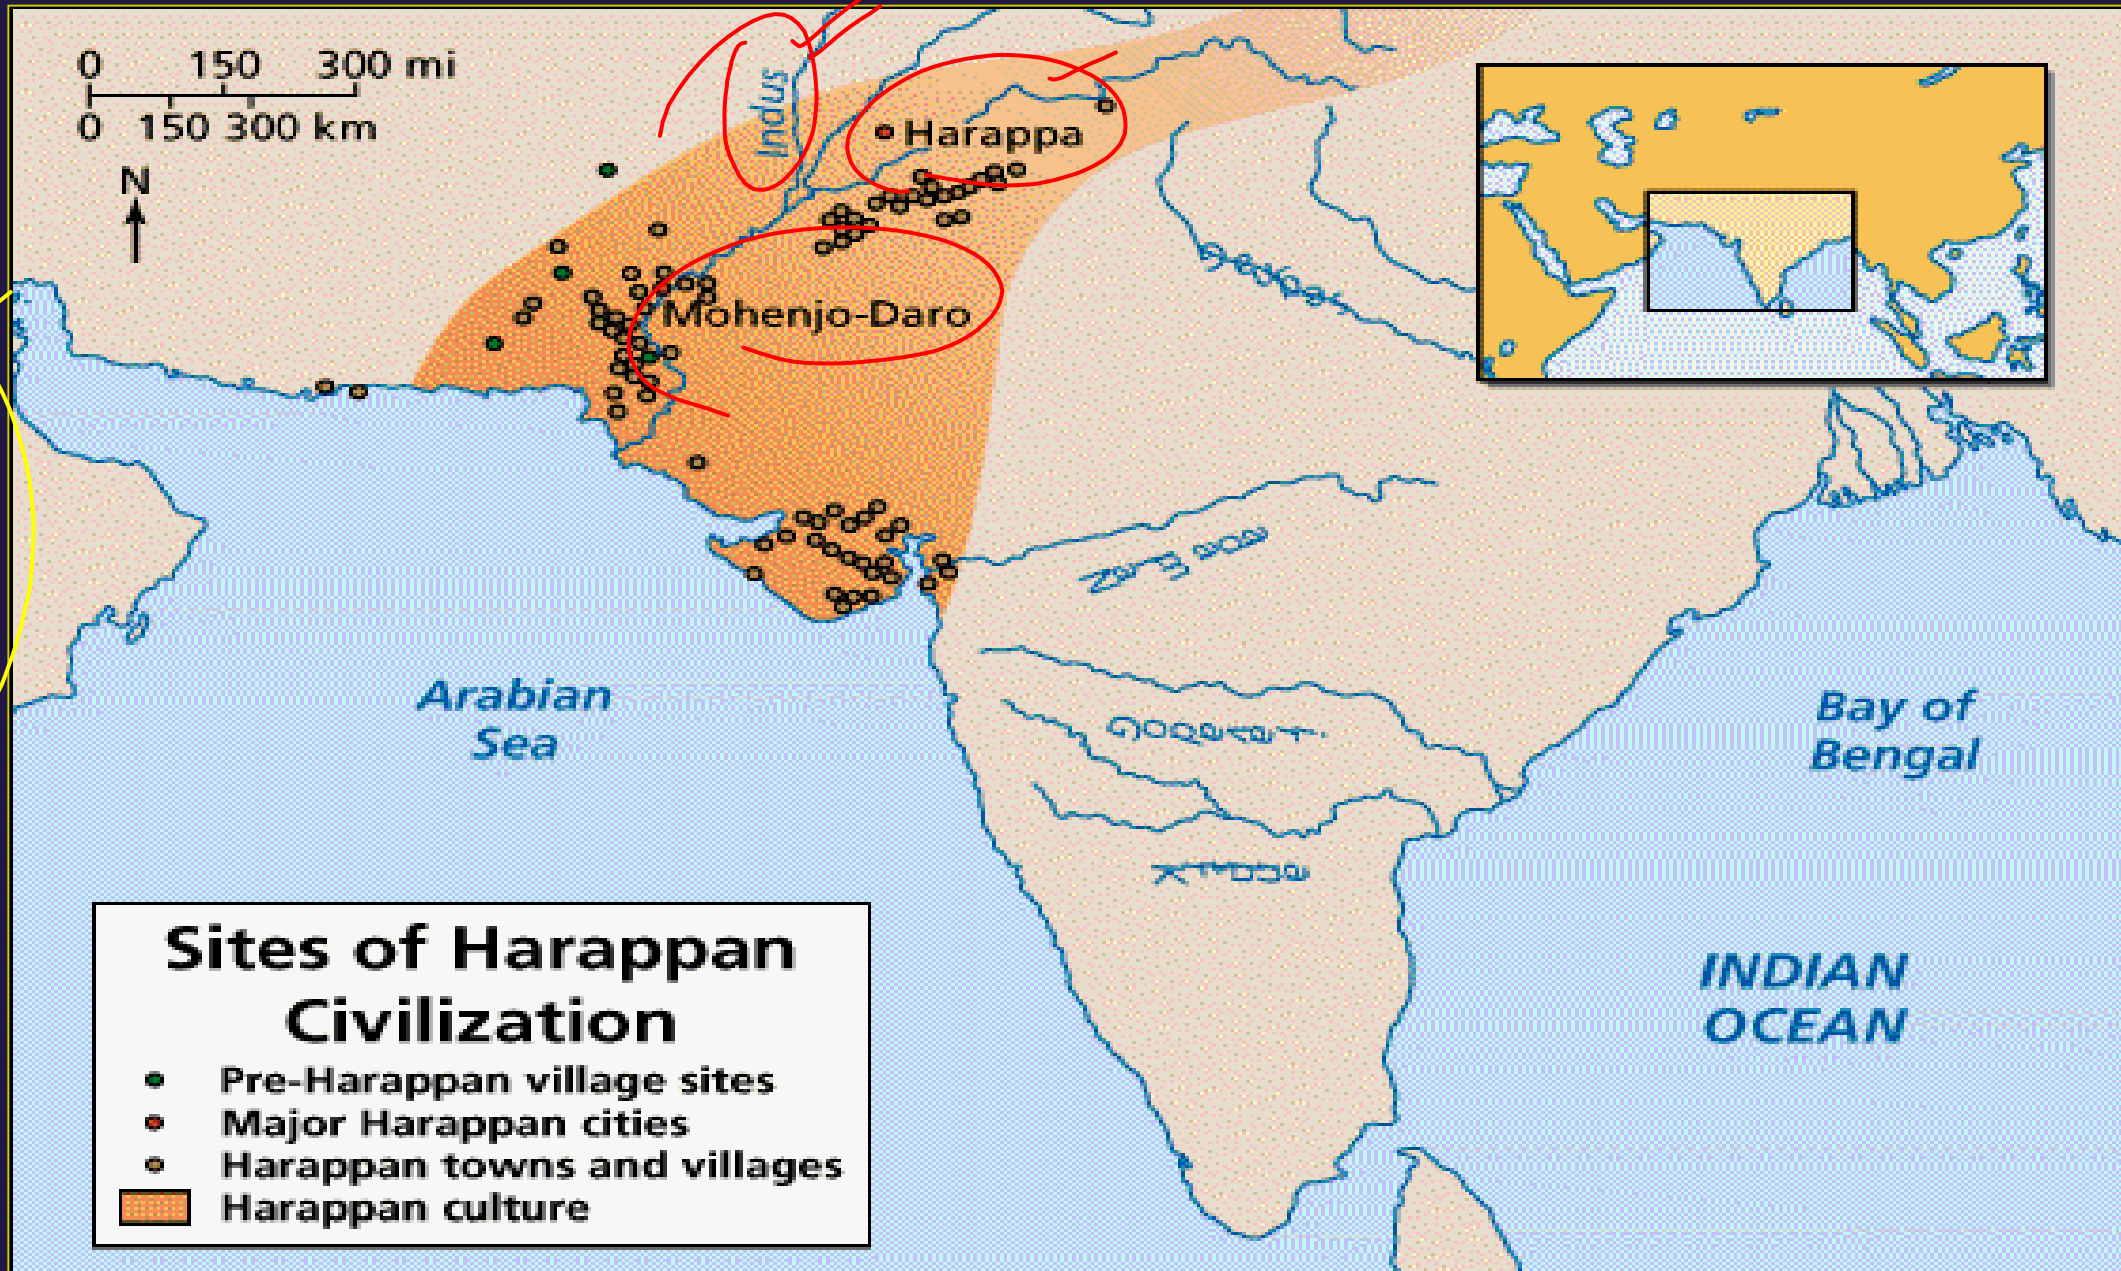 0 150 300 mi
0 150 300 km
N
Indus
Harappa
Mohenjo-Daro
Arabian
Sea
Bay of
Bengal
INDIAN
OCEAN
Sites of Harappan
Civilization
Pre-Harappan village sites
Major Harappan cities
Harappan towns and villages
Harappan culture